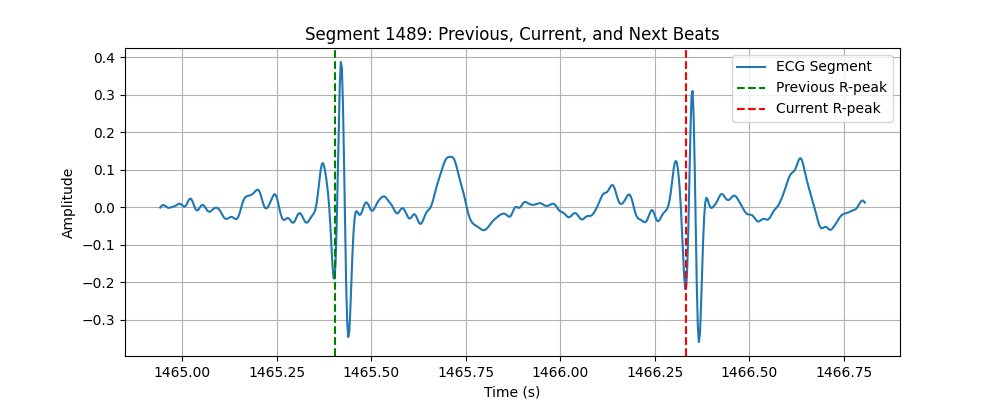 Segment 1489: Previous, Current, and Next Beats
ECG Segment
Previous R-peak
Current R-peak
Amplitude
0.4
0.3
0.2
0.1
0.0
−0.1
−0.2
−0.3
1465.00 1465.25 1465.50 1465.75 1466.00 1466.25 1466.50 1466.75
Time (s)